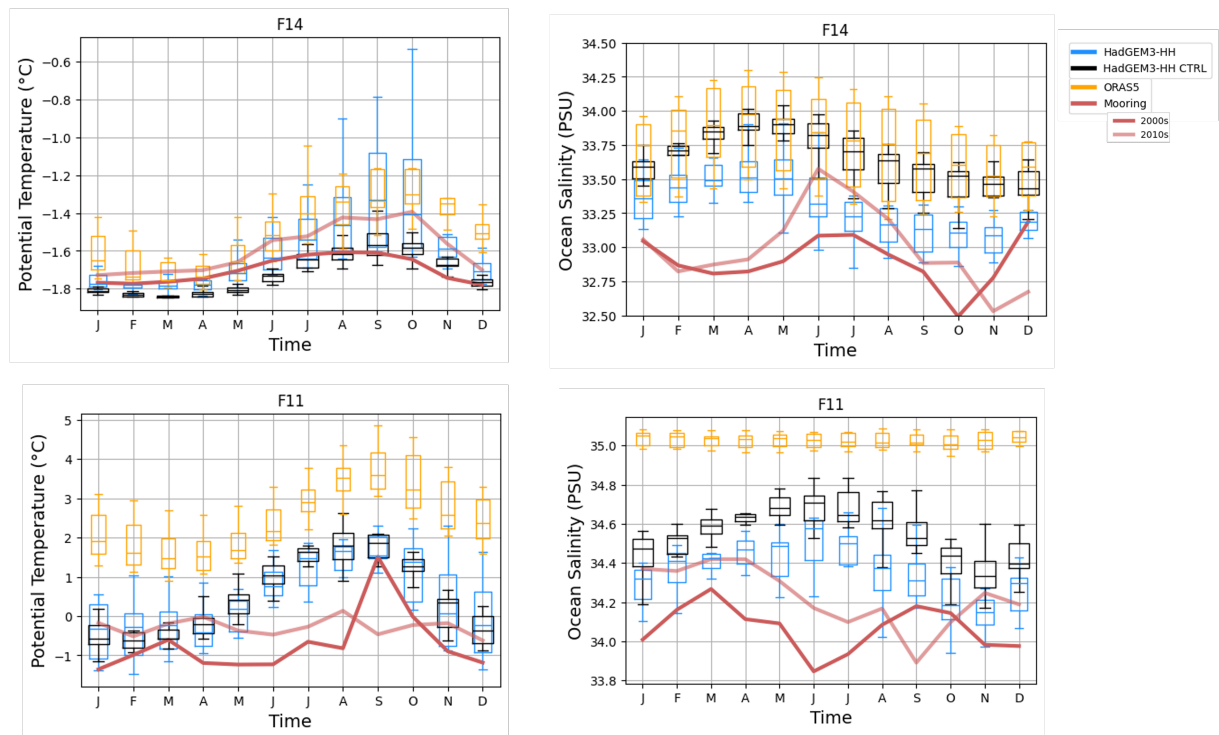 F14
Potential Temperature (°C)
−0.6
−0.8
−1.0
−1.2
−1.4
−1.6
−1.8
J F M A M J J A S O N D
Time
F14
Ocean Salinity (PSU)
34.50
34.25
34.00
33.75
33.50
33.25
33.00
32.75
32.50
J F M A M J J A S O N D
Time
HadGEM3-HH
HadGEM3-HH CTRL
ORAS5
Mooring
2000s
2010s
F11
Potential Temperature (°C)
5
4
3
2
1
0
−1
J F M A M J J A S O N D
Time
F11
Ocean Salinity (PSU)
35.0
34.8
34.6
34.4
34.2
34.0
33.8
J F M A M J J A S O N D
Time